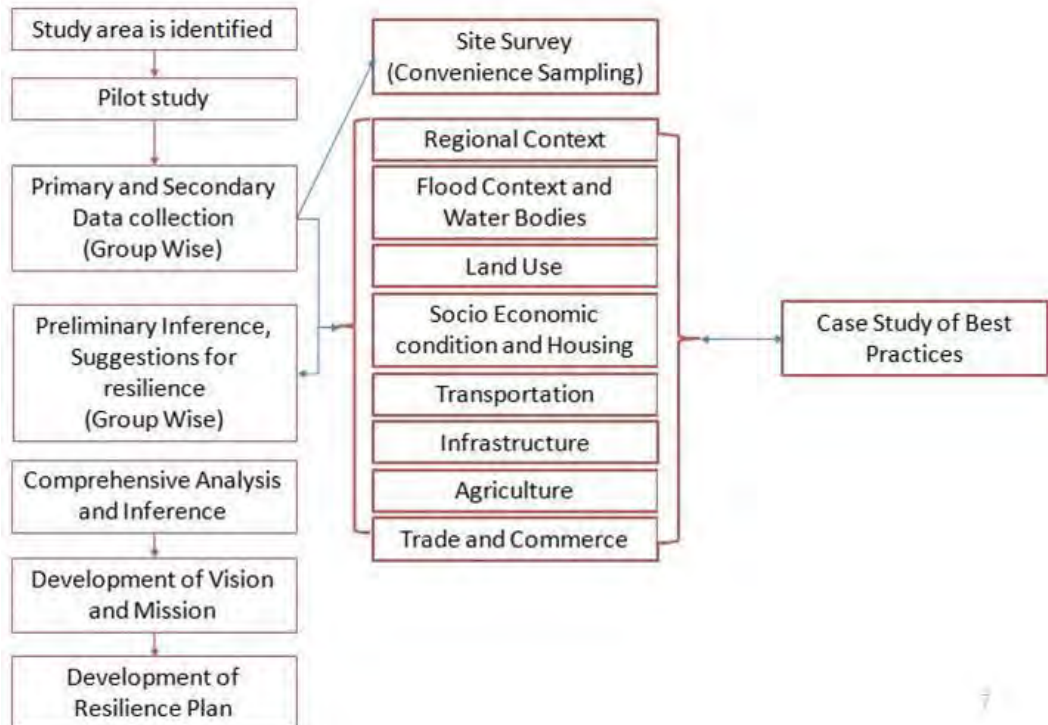 Study area is identified
Pilot study
Primary and Secondary
Data collection
(Group Wise)
Preliminary Inference,
Suggestions for
resilience
(Group Wise)
Comprehensive Analysis
and Inference
Development of Vision
and Mission
Development of
Resilience Plan
Site Survey
(Convenience Sampling)
Regional Context
Flood Context and
Water Bodies
Land Use
Socio Economic
condition and Housing
Transportation
Infrastructure
Agriculture
Trade and Commerce
Case Study of Best
Practices
7